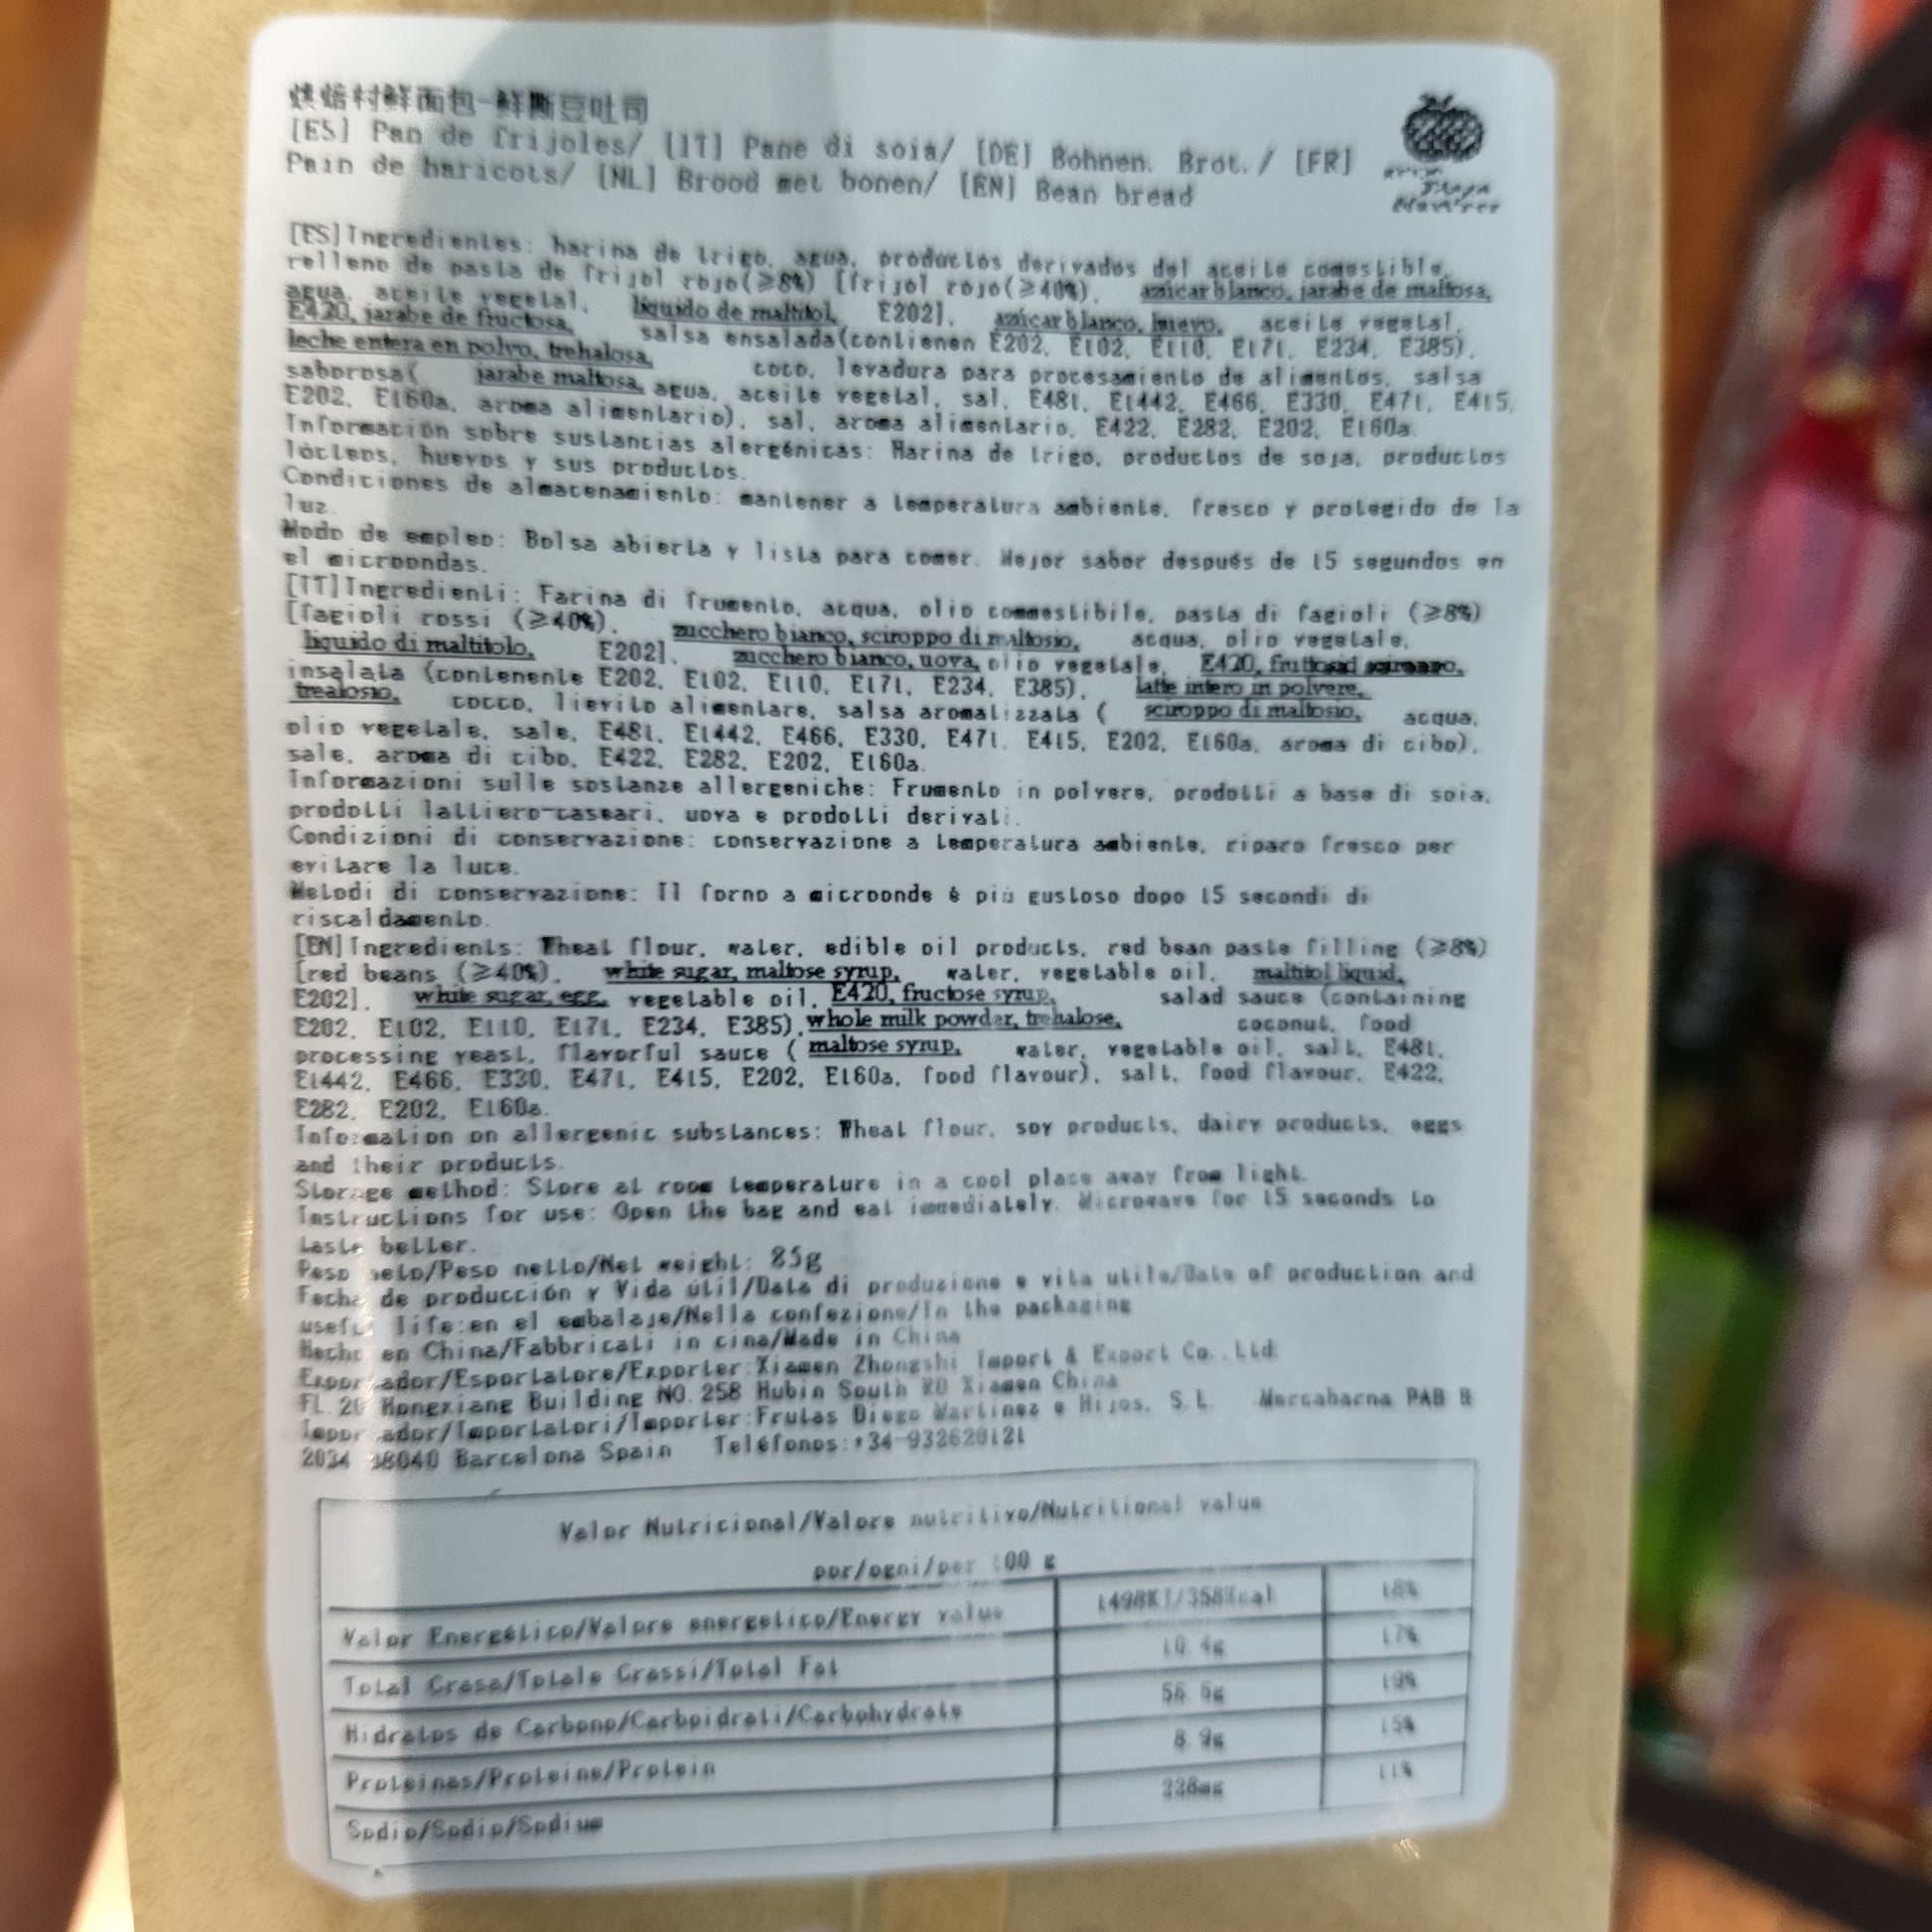 烘焙村鲜面包-鲜斯豆吐司
[ES] Pan de frijoles/ [IT] Pane di soia/ [DE] Bohnen. Brot./ [FR]
Pain de haricots/ [NL] Brood met bonen/ [EN] Bean bread
[ES]Ingredientes: harina de trigo, agua, productos derivados del aceite comestible,
relleno de pasta de frijol rojo(≥8%) [frijol rojo(≥40%), azúcar blanco, jarabe de maltosa,
agua, aceite vegetal, líquido de maltitol, E202], azúcar blanco, huevo, aceite vegetal,
E420, jarabe de fructosa, salsa ensalada(contienen E202, E102, E110, E171, E234, E385),
leche entera en polvo, trehalosa, coco, levadura para procesamiento de alimentos, salsa
saborosa( jarabe maltosa, agua, aceite vegetal, sal, E481, E1442, E466, E330, E471, E415,
E202, E160a, aroma alimentario), sal, aroma alimentario, E422, E282, E202, E160a.
Información sobre sustancias alergénicas: Harina de trigo, productos de soja, productos
lácteos, huevos y sus productos.
Condiciones de almacenamiento: mantener a temperatura ambiente, fresco y protegido de la
luz.
Modo de empleo: Bolsa abierta y lista para comer. Mejor sabor después de 15 segundos en
el microondas.
[IT]Ingredienti: Farina di frumento, acqua, olio commestibile, pasta di fagioli (≥8%)
[fagioli rossi (≥40%), zucchero bianco, sciroppo di maltosio, acqua, olio vegetale,
liquido di maltitolo, E202], zucchero bianco, uova, olio vegetale, E420,
insalata (contenente E202, E102, E110, E171, E234, E385), latte intero in polvere,
trealosio, cocco, lievito alimentare, salsa aromatizzata ( sciroppo di maltosio, acqua,
olio vegetale, sale, E481, E1442, E466, E330, E471, E415, E202, E160a, aroma di cibo),
sale, aroma di cibo, E422, E282, E202, E160a.
Informazioni sulle sostanze allergeniche: Frumento in polvere, prodotti a base di soia,
prodotti lattiero-caseari, uova e prodotti derivati.
Condizioni di conservazione: conservazione a temperatura ambiente, riparo fresco per
evitare la luce.
Metodi di conservazione: Il forno a microonde è più gustoso dopo 15 secondi di
riscaldamento.
[EN]Ingredients: Wheat flour, water, edible oil products, red bean paste filling (≥8%)
[red beans (≥40%), white sugar, maltose syrup, water, vegetable oil, maltitol liquid,
E202], white sugar, egg, vegetable oil, E420, fructose syrup, salad sauce (containing
E202, E102, E110, E171, E234, E385), whole milk powder, trehalose, coconut, food
processing yeast, flavorful sauce ( maltose syrup, water, vegetable oil, salt, E481,
E1442, E466, E330, E471, E415, E202, E160a, food flavour), salt, food flavour, E422,
E282, E202, E160a.
Information on allergenic substances: Wheat flour, soy products, dairy products, eggs
and their products.
Storage method: Store at room temperature in a cool place away from light.
Instructions for use: Open the bag and eat immediately. Microwave for 15 seconds to
taste better.
Peso neto/Peso netto/Net weight: 85g
Fecha de producción y Vida útil/Data di produzione e vita utile/Date of production and
useful life:en el embalaje/Nella confezione/In the packaging
Hecho en China/Fabbricati in cina/Made in China
Exportador/Esportatore/Exporter:Xiamen Zhongshi Import & Export Co.,Ltd.
FL.20 Hongxiang Building NO.258 Hubin South RD Xiamen China
Importador/Importatori/Importer:Frutas Diego Martinez e Hijos, S.L. Mercabarna PAB B
2034 08040 Barcelona Spain Teléfonos:+34-932620121
Valor Nutricional/Valore nutritivo/Nutritional value
por/ogni/per 100 g
Valor Energético/Valore energetico/Energy value 1498KJ/358Kcal 18%
Total Grasa/Totale Grassi/Total Fat 10.4g 17%
Hidratos de Carbono/Carboidrati/Carbohydrate 56.6g 19%
Proteinas/Proteine/Protein 8.9g 15%
Sodio/Sodio/Sodium 228mg 11%